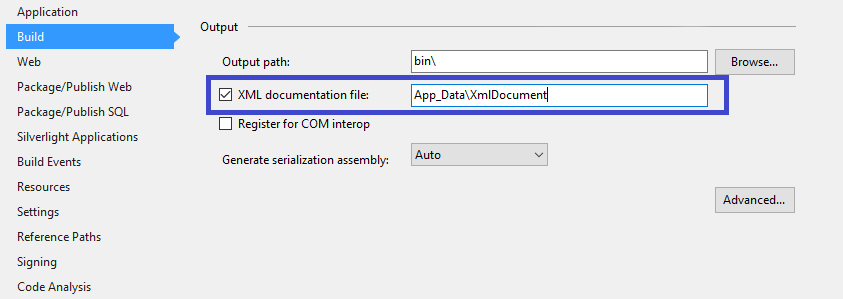 Application
Build
Web
Package/Publish Web
Package/Publish SQL
Silverlight Applications
Build Events
Resources
Settings
Reference Paths
Signing
Code Analysis
Output
Output path: bin\ Browse...
XML documentation file: App_Data\XmlDocument
Register for COM interop
Generate serialization assembly: Auto
Advanced...